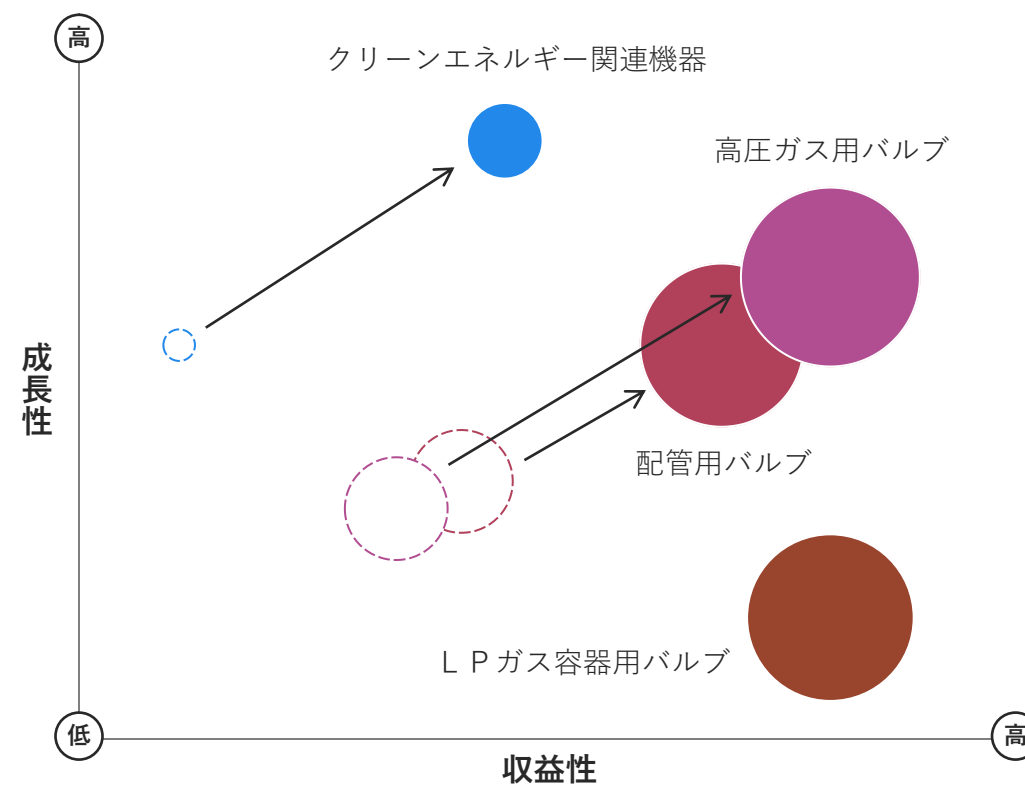 高
クリーンエネルギー関連機器
高圧ガス用バルブ
成長性
配管用バルブ
ＬＰガス容器用バルブ
低
高
収益性